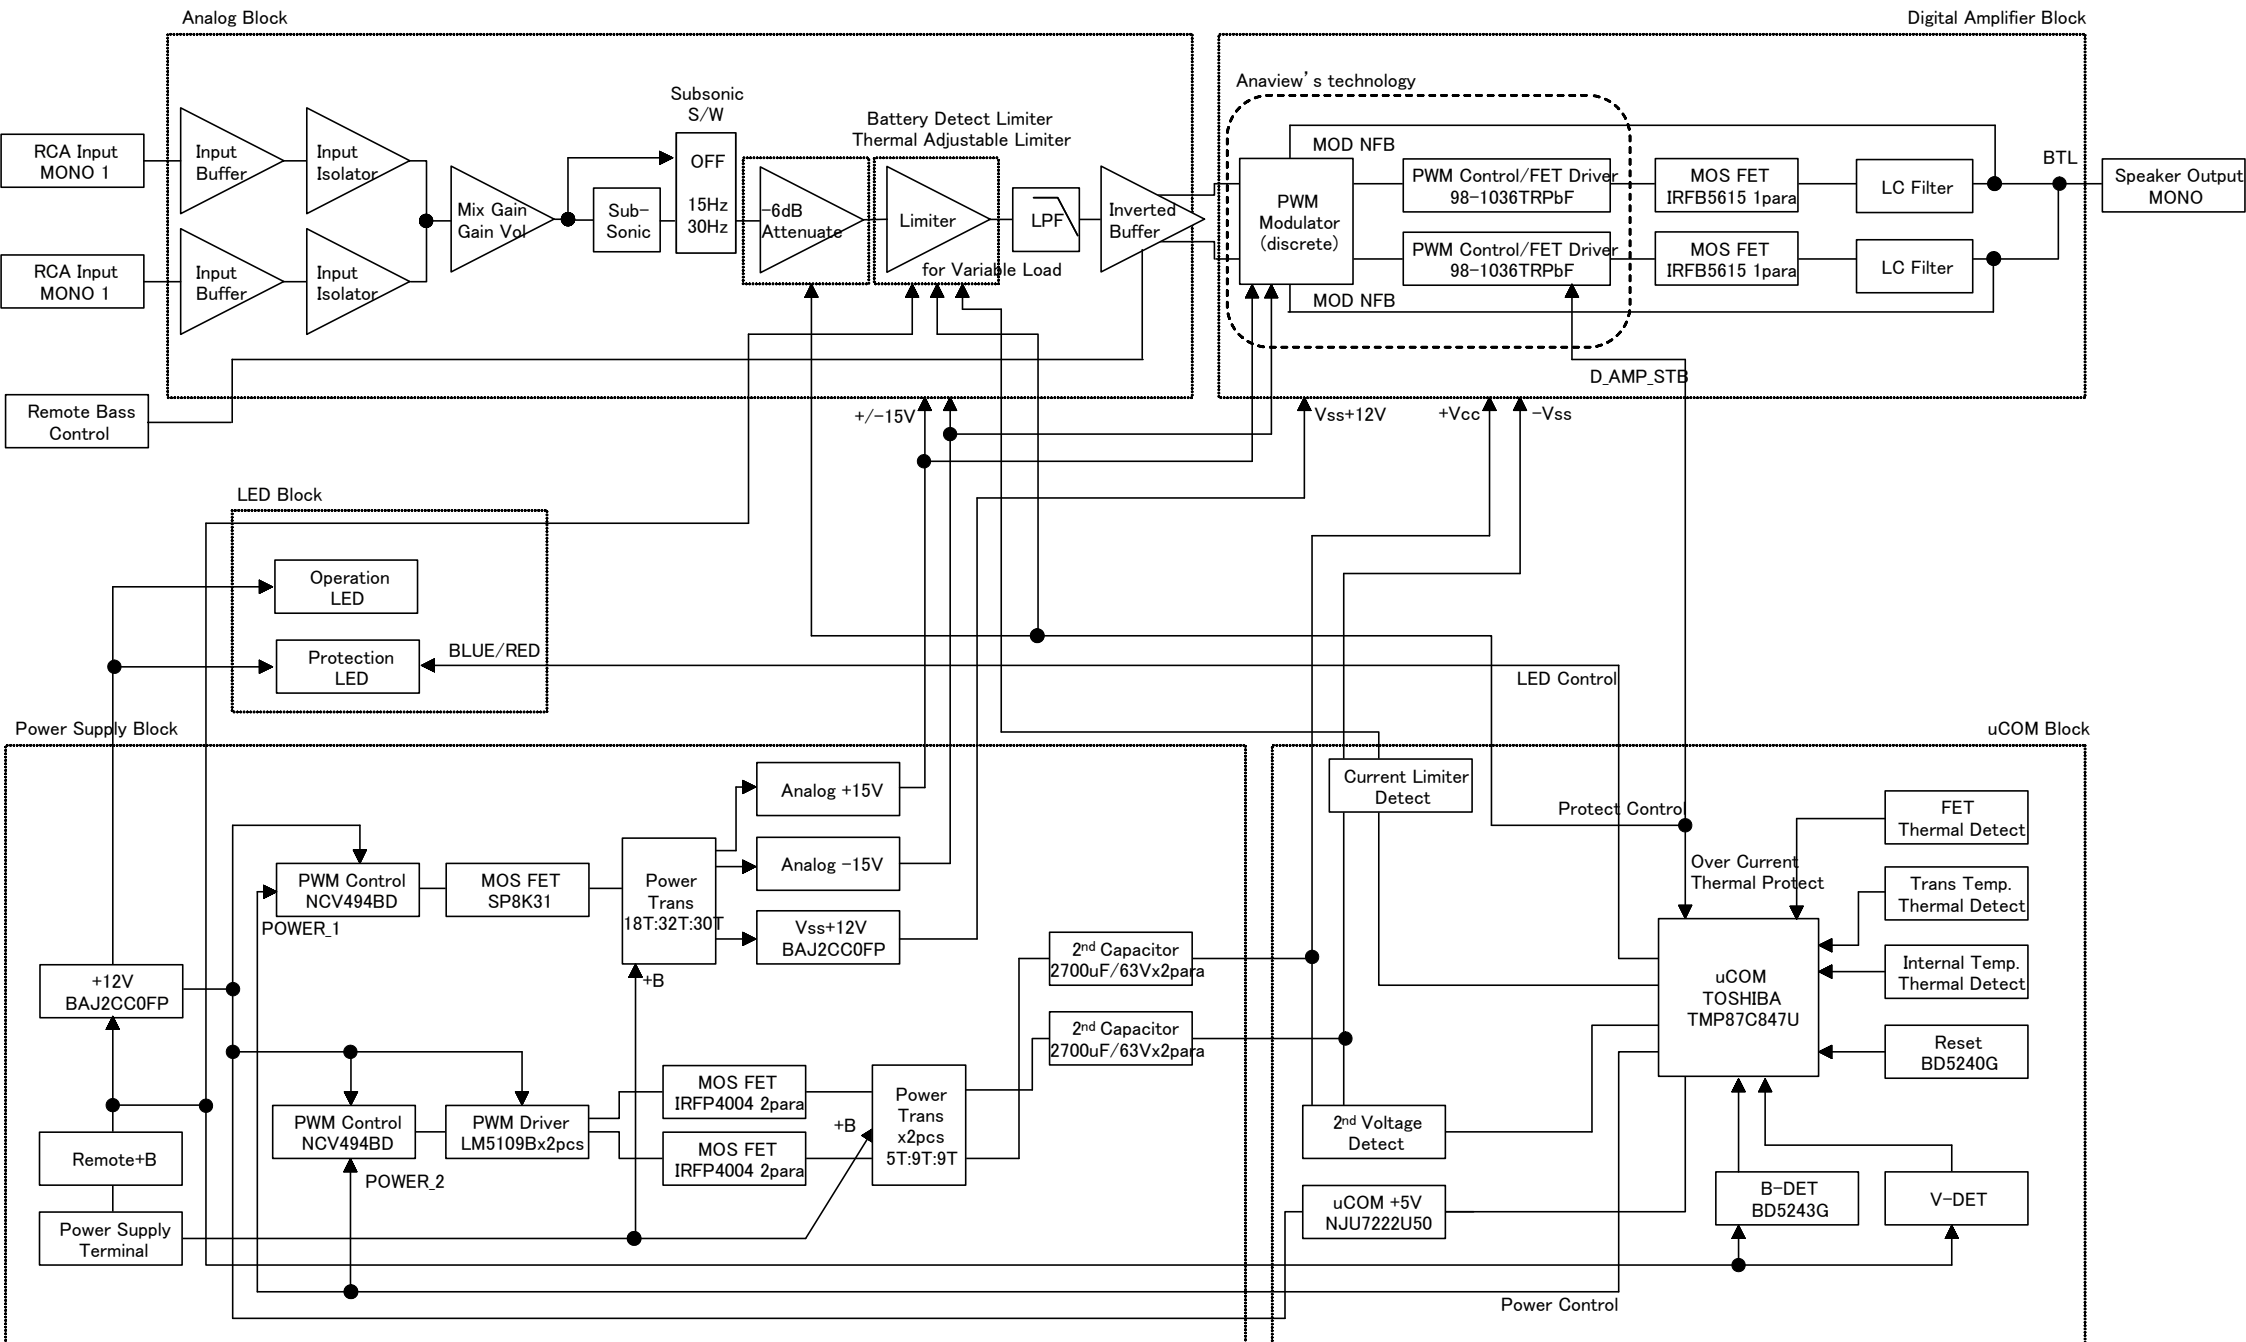 Analog Block
Digital Amplifier Block
Anaview's technology
Subsonic
S/W
Battery Detect Limiter
Thermal Adjustable Limiter
RCA Input
MONO 1
Input
Buffer
Input
Isolator
OFF
15Hz
30Hz
Mix Gain
Gain Vol
Sub-
Sonic
-6dB
Attenuate
Limiter
for Variable Load
LPF
Inverted
Buffer
MOD NFB
PWM
Modulator
(discrete)
PWM Control/FET Driver
98-1036TRPbF
MOS FET
IRFB5615 1para
LC Filter
BTL
Speaker Output
MONO
RCA Input
MONO 1
Input
Buffer
Input
Isolator
PWM Control/FET Driver
98-1036TRPbF
MOS FET
IRFB5615 1para
LC Filter
MOD NFB
D_AMP_STB
Remote Bass
Control
+/-15V
Vss+12V
+Vcc
-Vss
LED Block
Operation
LED
Protection
LED
BLUE/RED
LED Control
Power Supply Block
uCOM Block
Analog +15V
Analog -15V
Vss+12V
BAJ2CC0FP
PWM Control
NCV494BD
POWER_1
MOS FET
SP8K31
Power
Trans
18T:32T:30T
+B
+12V
BAJ2CC0FP
2nd Capacitor
2700uF/63Vx2para
2nd Capacitor
2700uF/63Vx2para
PWM Control
NCV494BD
POWER_2
PWM Driver
LM5109Bx2pcs
MOS FET
IRFP4004 2para
MOS FET
IRFP4004 2para
+B
Power
Trans
x2pcs
5T:9T:9T
Remote+B
Power Supply
Terminal
Current Limiter
Detect
Protect Control
Over Current
Thermal Protect
FET
Thermal Detect
Trans Temp.
Thermal Detect
Internal Temp.
Thermal Detect
uCOM
TOSHIBA
TMP87C847U
Reset
BD5240G
2nd Voltage
Detect
uCOM +5V
NJU7222U50
B-DET
BD5243G
V-DET
Power Control